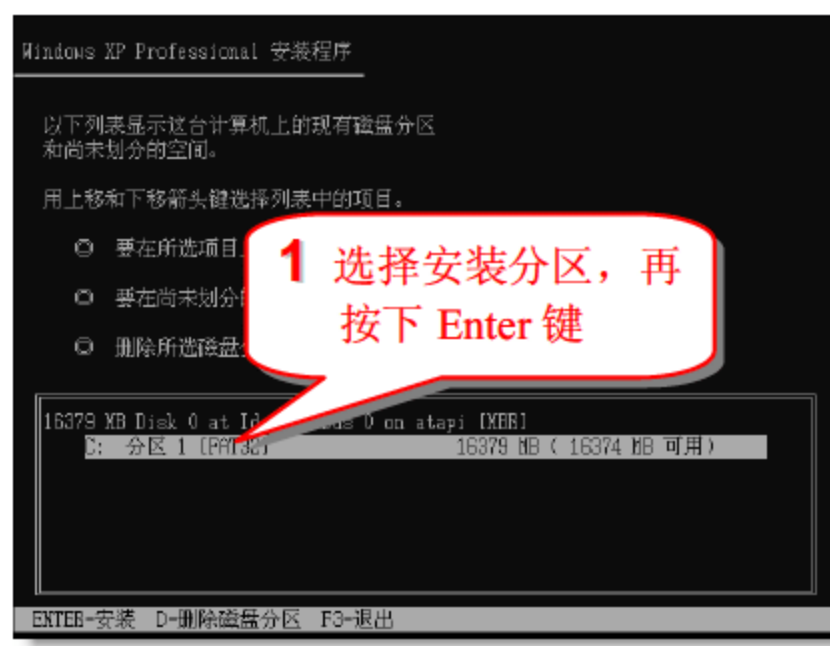 Windows XP Professional 安装程序
以下列表显示这台计算机上的现有磁盘分区
和尚未划分的空间。
用上移和下移箭头键选择列表中的项目。
要在所选项目
要在尚未划分
删除所选磁盘
1 选择安装分区，再
按下 Enter 键
16379 MB Disk 0 at on atapi [MBR]
C: 分区 1 [FAT32] 16379 MB ( 16374 MB 可用)
ENTER=安装 D=删除磁盘分区 F3=退出